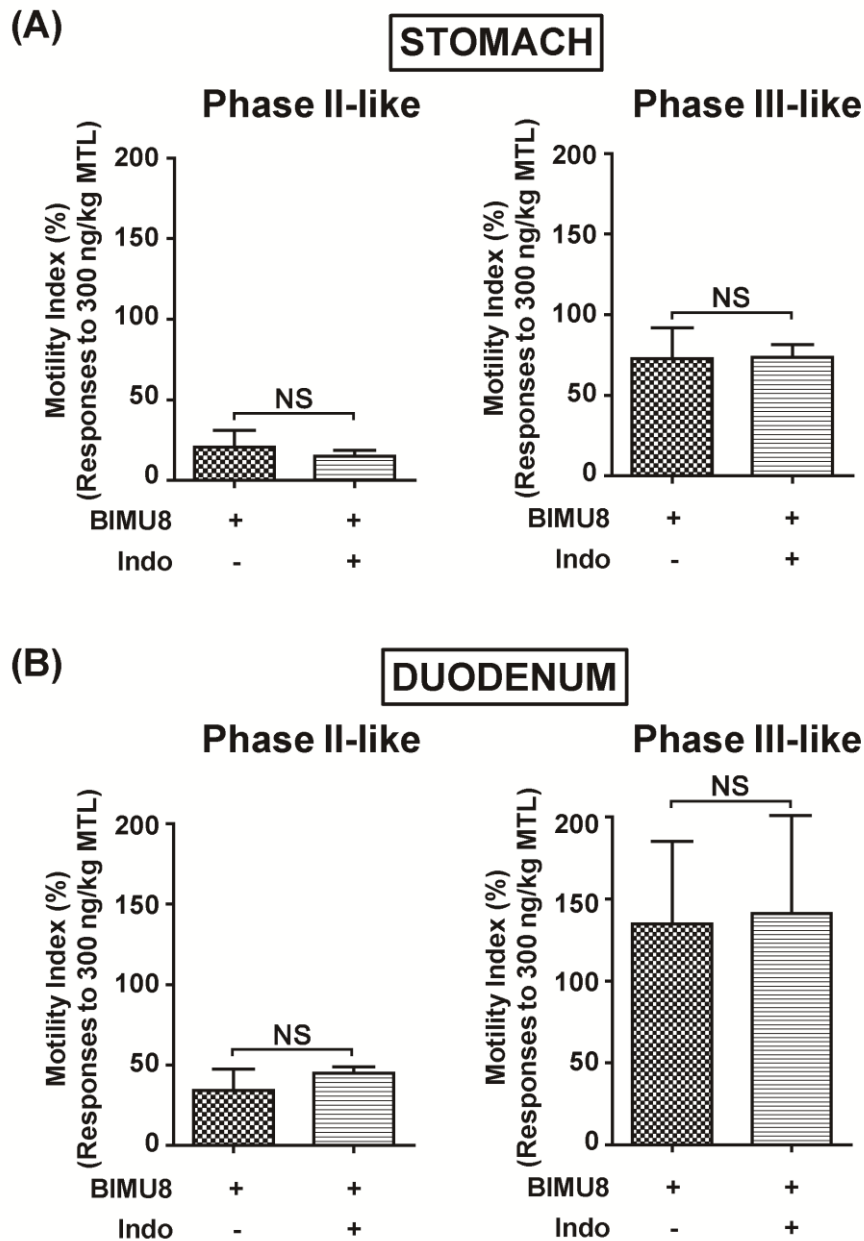 (A)
STOMACH
Phase II-like
Phase III-like
Motility Index (%)
(Responses to 300 ng/kg MTL)
200
150
100
50
0
NS
BIMU8 + +
Indo - +
Motility Index (%)
(Responses to 300 ng/kg MTL)
200
150
100
50
0
NS
BIMU8 + +
Indo - +
(B)
DUODENUM
Phase II-like
Phase III-like
Motility Index (%)
(Responses to 300 ng/kg MTL)
200
150
100
50
0
NS
BIMU8 + +
Indo - +
Motility Index (%)
(Responses to 300 ng/kg MTL)
200
150
100
50
0
NS
BIMU8 + +
Indo - +